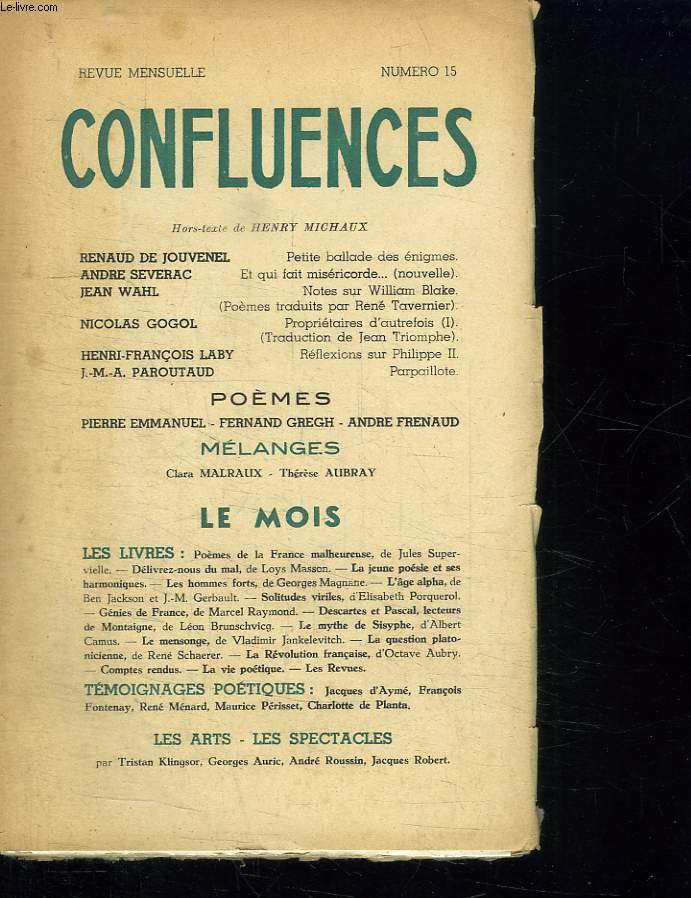 Le-livre.com
REVUE MENSUELLE NUMERO 15
CONFLUENCES
Hors-texte de HENRY MICHAUX
RENAUD DE JOUVENEL Petite ballade des énigmes.
ANDRE SEVERAC Et qui fait miséricorde... (nouvelle).
JEAN WAHL Notes sur William Blake.
(Poèmes traduits par René Tavernier).
NICOLAS GOGOL Propriétaires d'autrefois (I).
(Traduction de Jean Triomphe).
HENRI-FRANÇOIS LABY Réflexions sur Philippe II.
J.-M.-A. PAROUTAUD Parpaillote.
POÈMES
PIERRE EMMANUEL - FERNAND GREGH - ANDRE FRENAUD
MÉLANGES
Clara MALRAUX - Thérèse AUBRAY
LE MOIS
LES LIVRES : Poèmes de la France malheureuse, de Jules Super-
vielle. — Délivrez-nous du mal, de Loys Masson. — La jeune poésie et ses
harmoniques. — Les hommes forts, de Georges Magnane. — L'âge alpha, de
Ben Jackson et J.-M. Gerbault. — Solitudes viriles, d'Elisabeth Porquerol.
— Génies de France, de Marcel Raymond. — Descartes et Pascal, lecteurs
de Montaigne, de Léon Brunschvicg. — Le mythe de Sisyphe, d'Albert
Camus. — Le mensonge, de Vladimir Jankelevitch. — La question plato-
nicienne, de René Schaerer. — La Révolution française, d'Octave Aubry.
— Comptes rendus. — La vie poétique. — Les Revues.
TÉMOIGNAGES POÉTIQUES : Jacques d'Aymé, François
Fontenay, René Ménard, Maurice Périsset, Charlotte de Planta.
LES ARTS - LES SPECTACLES
par Tristan Klingsor, Georges Auric, André Roussin, Jacques Robert.